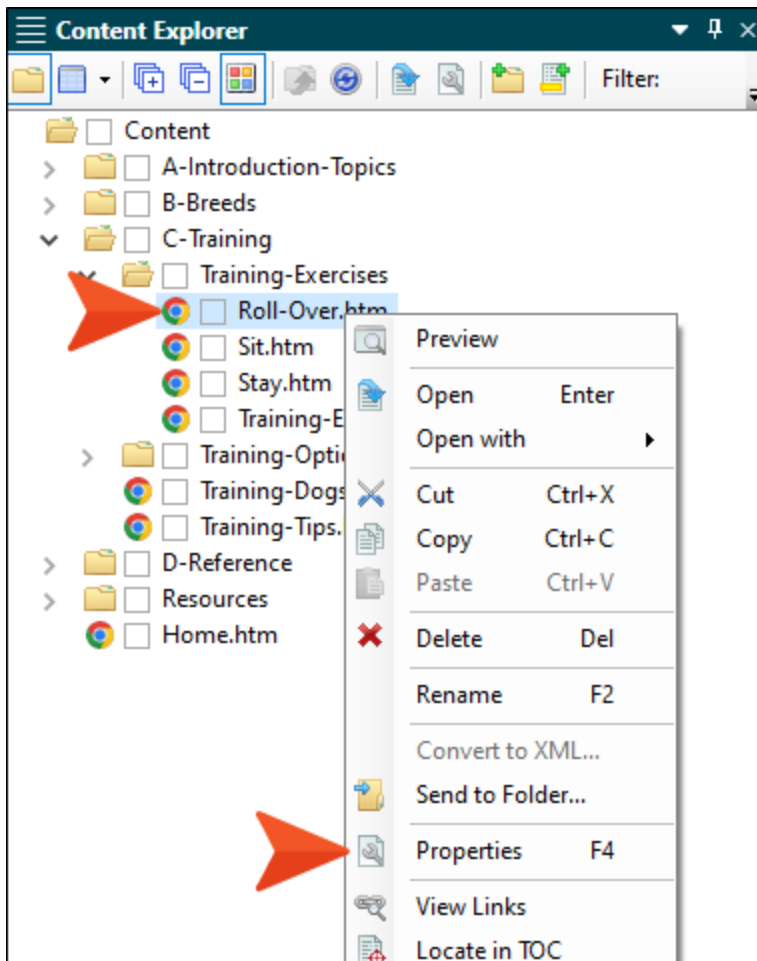 Content Explorer
Filter:
Content
A-Introduction-Topics
B-Breeds
C-Training
Training-Exercises
Roll-Over.htm
Sit.htm
Stay.htm
Training-E
Training-Opti
Training-Dogs
Training-Tips.
D-Reference
Resources
Home.htm
Preview
Open Enter
Open with
Cut Ctrl+X
Copy Ctrl+C
Paste Ctrl+V
Delete Del
Rename F2
Convert to XML...
Send to Folder...
Properties F4
View Links
Locate in TOC